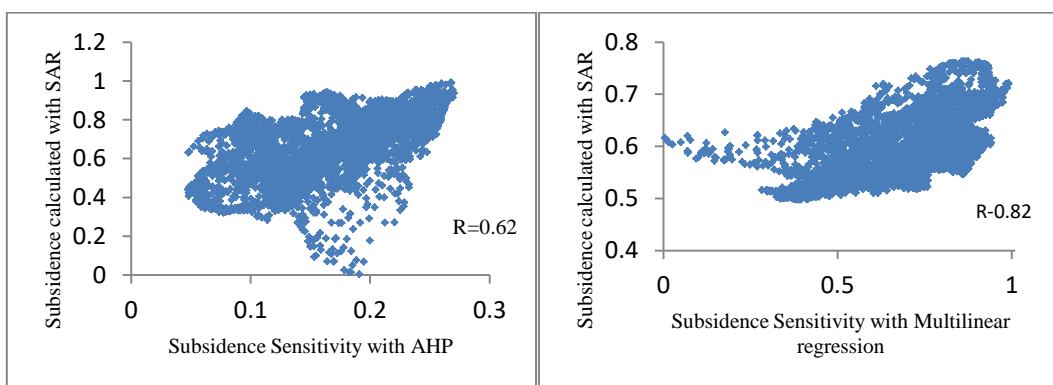 Subsidence calculated with SAR
1.2
1
0.8
0.6
0.4
0.2
0
0
0.1
0.2
0.3
R=0.62
Subsidence Sensitivity with AHP
Subsidence calculated with SAR
0.8
0.7
0.6
0.5
0.4
0
0.5
1
R-0.82
Subsidence Sensitivity with Multilinear
regression